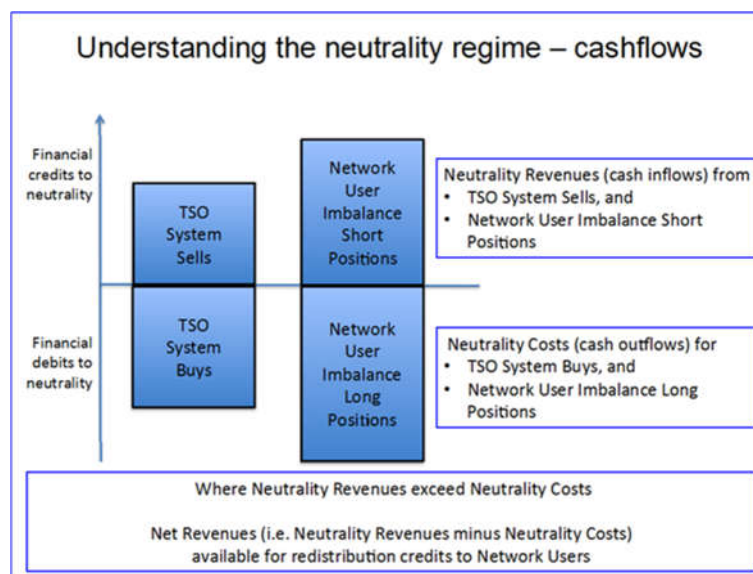 Understanding the neutrality regime – cashflows
Financial
credits to
neutrality
TSO
System
Sells
Network
User
Imbalance
Short
Positions
Neutrality Revenues (cash inflows) from
• TSO System Sells, and
• Network User Imbalance Short
Positions
Financial
debits to
neutrality
TSO
System
Buys
Network
User
Imbalance
Long
Positions
Neutrality Costs (cash outflows) for
• TSO System Buys, and
• Network User Imbalance Long
Positions
Where Neutrality Revenues exceed Neutrality Costs
Net Revenues (i.e. Neutrality Revenues minus Neutrality Costs)
available for redistribution credits to Network Users